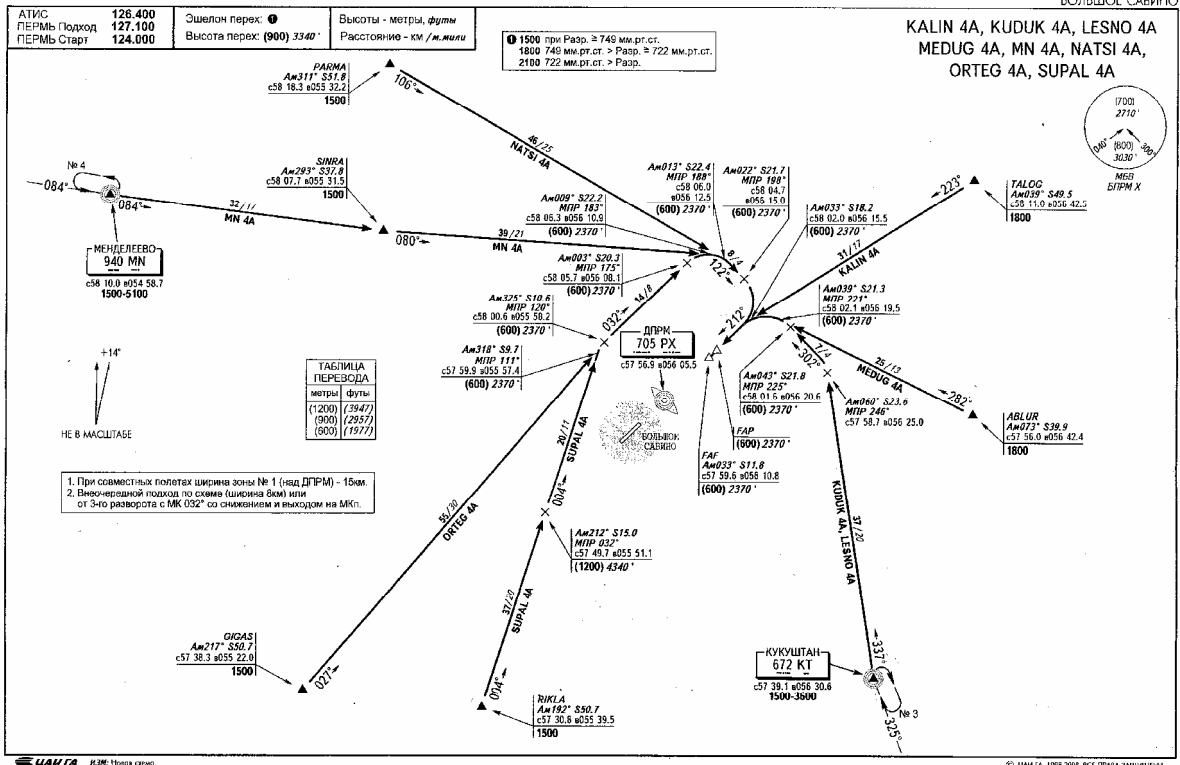 БОЛЬШОЕ САВИНО
АТИС 126.400
ПЕРМЬ Подход 127.100
ПЕРМЬ Старт 124.000
Эшелон перех: ❶
Высота перех: (900) 3340'
Высоты - метры, футы
Расстояние - км /м.мили
❶ 1500 при Разр. ≥ 749 мм.рт.ст.
1800 749 мм.рт.ст. > Разр. ≥ 722 мм.рт.ст.
2100 722 мм.рт.ст. > Разр.
KALIN 4A, KUDUK 4A, LESNO 4A
MEDUG 4A, MN 4A, NATSI 4A,
ORTEG 4A, SUPAL 4A
(700)
2710'
040°
300°
(800)
3030'
МБВ
БПРМ X
PARMA
Ам311° S51.8
с58 18.3 в055 32.2
1500
106°
46/25
NATSI 4A
№ 4
084°
084°
32/17
MN 4A
МЕНДЕЛЕЕВО
940 MN
с58 10.0 в054 58.7
1500-5100
SINRA
Ам293° S37.8
с58 07.7 в055 31.5
1500
080°
39/21
MN 4A
Ам009° S22.2
МПР 183°
с58 06.3 в056 10.9
(600) 2370'
Ам013° S22.4
МПР 188°
с58 06.0
в056 12.5
(600) 2370'
Ам022° S21.7
МПР 198°
с58 04.7
в056 15.0
(600) 2370'
Ам033° S18.2
с58 02.0 в056 15.5
(600) 2370'
8/4
122°
212°
223°
TALOG
Ам039° S49.5
с58 11.0 в056 42.5
1800
31/17
KALIN 4A
Ам003° S20.3
МПР 175°
с58 05.7 в056 08.1
(600) 2370'
Ам325° S10.6
МПР 120°
с58 00.6 в055 58.2
(600) 2370'
14/8
032°
Ам318° S9.7
МПР 111°
с57 59.9 в055 57.4
(600) 2370'
ДПРМ
705 PX
с57 56.9 в056 05.5
Ам039° S21.3
МПР 221°
с58 02.1 в056 19.5
(600) 2370'
7/4
302°
25/13
MEDUG 4A
282°
ABLUR
Ам073° S39.9
с57 56.0 в056 42.4
1800
Ам043° S21.8
МПР 225°
с58 01.6 в056 20.6
(600) 2370'
Ам060° S23.6
МПР 246°
с57 58.7 в056 25.0
FAP
(600) 2370'
FAF
Ам033° S11.8
с57 59.6 в056 10.8
(600) 2370'
+14°
НЕ В МАСШТАБЕ
ТАБЛИЦА
ПЕРЕВОДА
метры футы
(1200) (3947)
(900) (2957)
(600) (1977)
1. При совместных полетах ширина зоны № 1 (над ДПРМ) - 15км.
2. Внеочередной подход по схеме (ширина 8км) или
от 3-го разворота с МК 032° со снижением и выходом на МКп.
20/11
SUPAL 4A
004°
55/30
ORTEG 4A
Ам212° S15.0
МПР 032°
с57 49.7 в055 51.1
(1200) 4340'
37/20
SUPAL 4A
37/20
KUDUK 4A, LESNO 4A
GIGAS
Ам217° S50.7
с57 38.3 в055 22.0
1500
027°
004°
RIKLA
Ам192° S50.7
с57 30.8 в055 39.5
1500
КУКУШТАН
672 KT
с57 39.1 в056 30.6
1500-3600
337°
№ 3
325°
ЦАИ ГА ИЗМ: Новая схема.